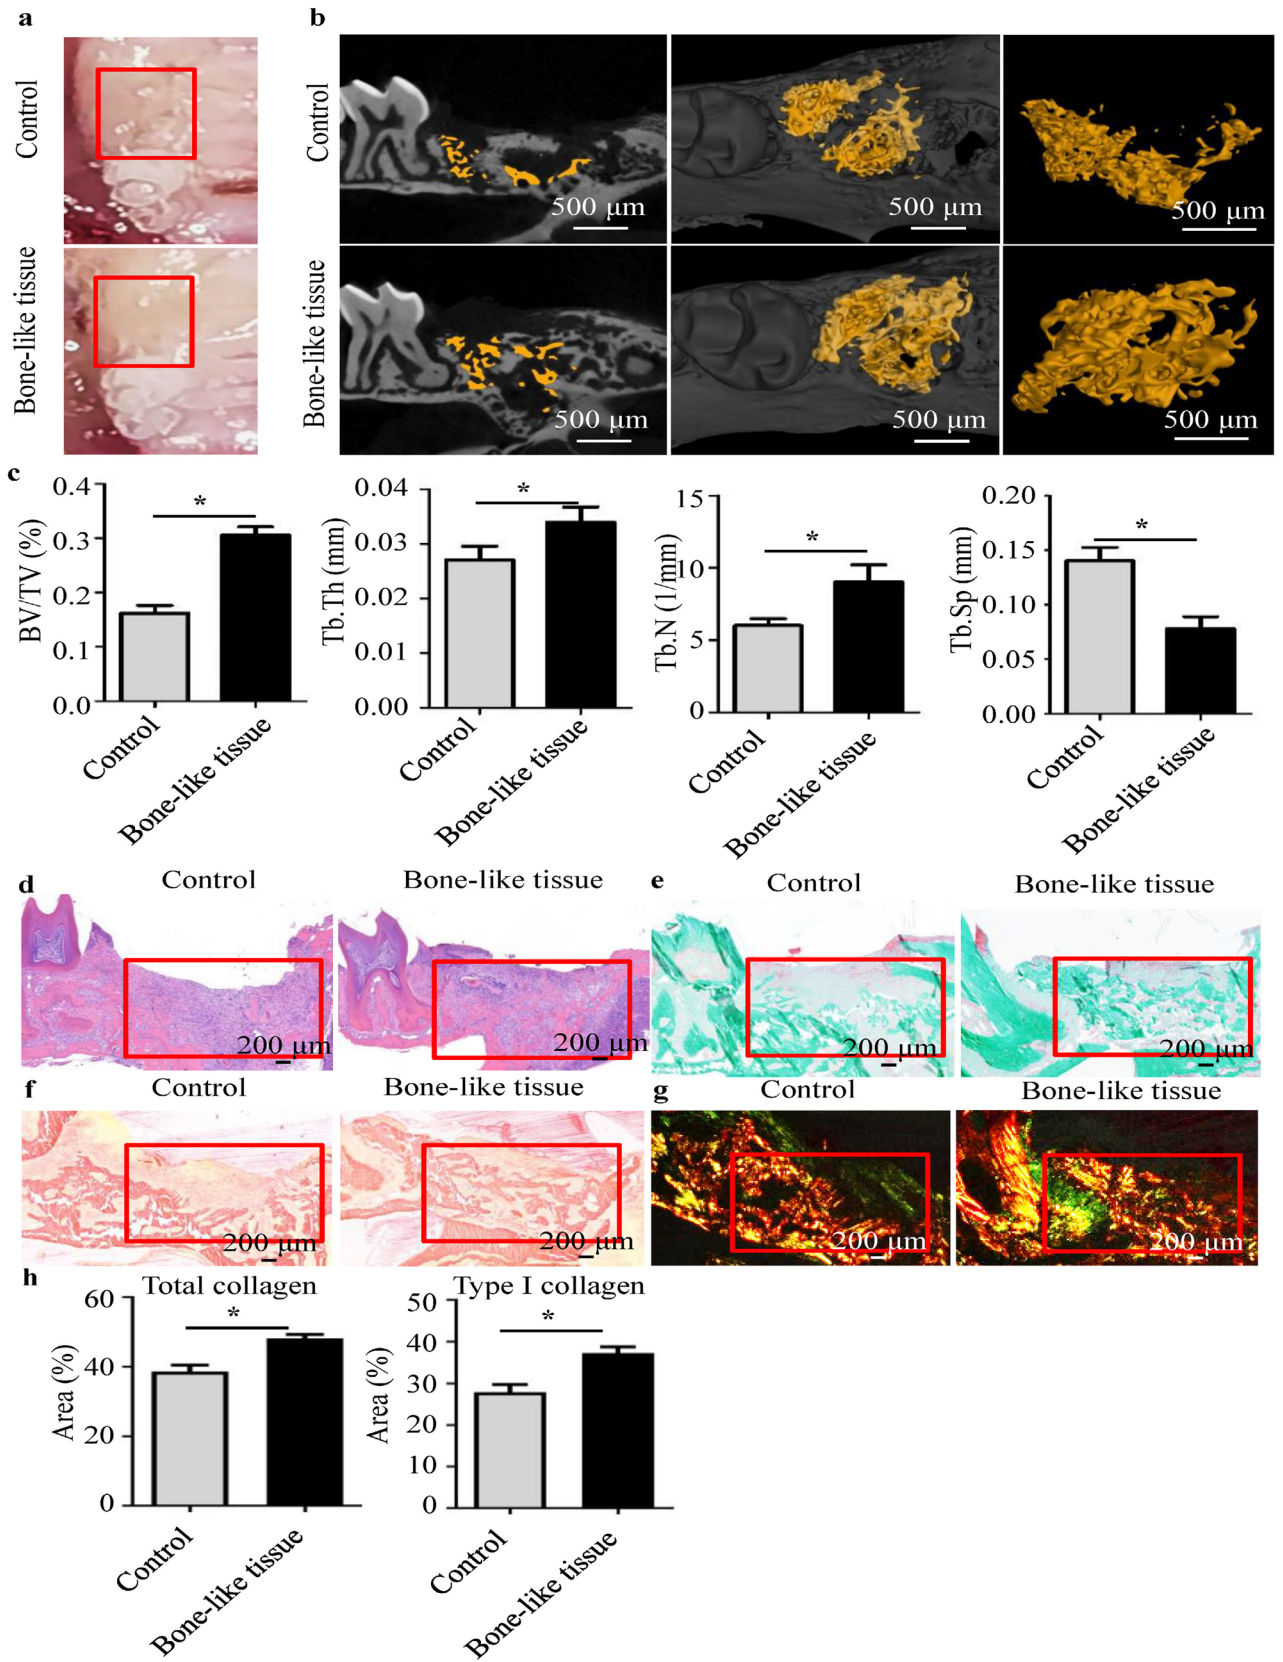 a
b
Control
Bone-like tissue
Control
Bone-like tissue
500 μm
500 μm
500 μm
500 μm
500 μm
500 μm
c
BV/TV (%)
0.4
0.3
0.2
0.1
0.0
*
Control
Bone-like tissue
Tb.Th (mm)
0.04
0.03
0.02
0.01
0.00
*
Control
Bone-like tissue
Tb.N (1/mm)
15
10
5
0
*
Control
Bone-like tissue
Tb.Sp (mm)
0.20
0.15
0.10
0.05
0.00
*
Control
Bone-like tissue
d
Control
Bone-like tissue
200 μm
200 μm
e
Control
Bone-like tissue
200 μm
200 μm
f
Control
Bone-like tissue
200 μm
200 μm
g
Control
Bone-like tissue
200 μm
200 μm
h
Total collagen
Area (%)
60
40
20
0
*
Control
Bone-like tissue
Type I collagen
Area (%)
50
40
30
20
10
0
*
Control
Bone-like tissue